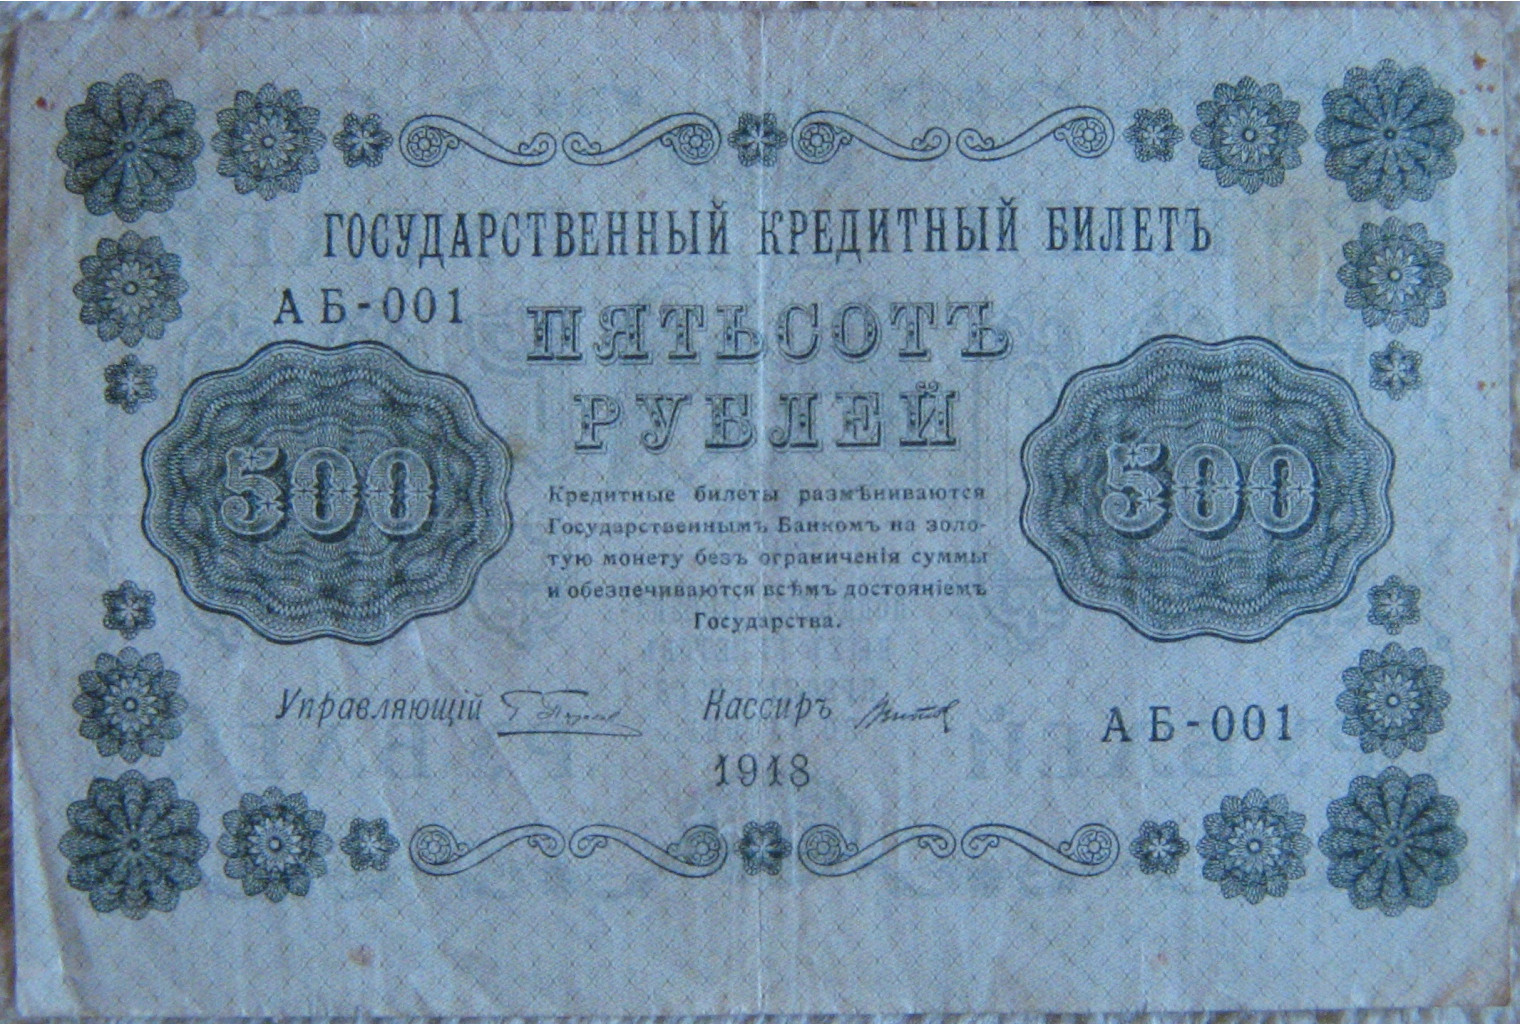 ГОСУДАРСТВЕННЫЙ КРЕДИТНЫЙ БИЛЕТЪ
АБ-001
ПЯТЬСОТЪ
РУБЛЕЙ
500
500
Кредитные билеты размѣниваются
Государственнымъ Банкомъ на золо-
тую монету безъ ограниченія суммы
и обезпечиваются всѣмъ достояніемъ
Государства.
Управляющій
Кассиръ
АБ-001
1918